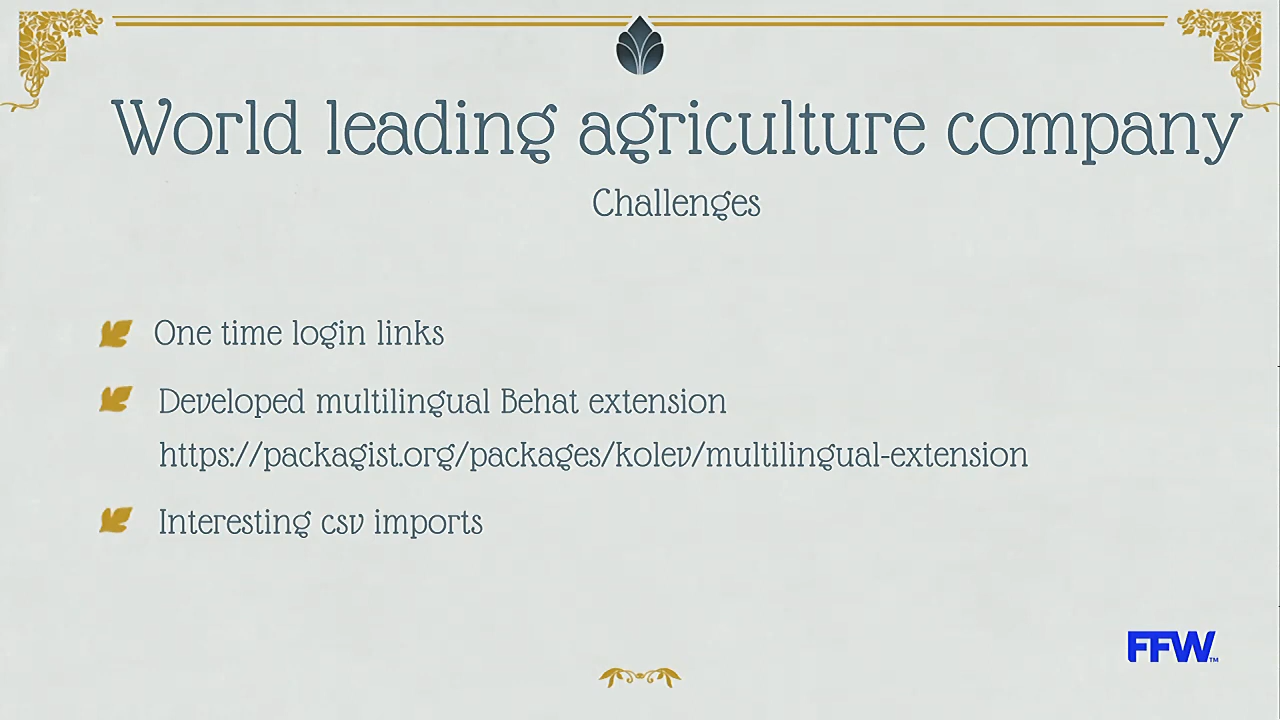 World leading agriculture company
Challenges
One time login links
Developed multilingual Behat extension
https://packagist.org/packages/kolev/multilingual-extension
Interesting csv imports
FFW™